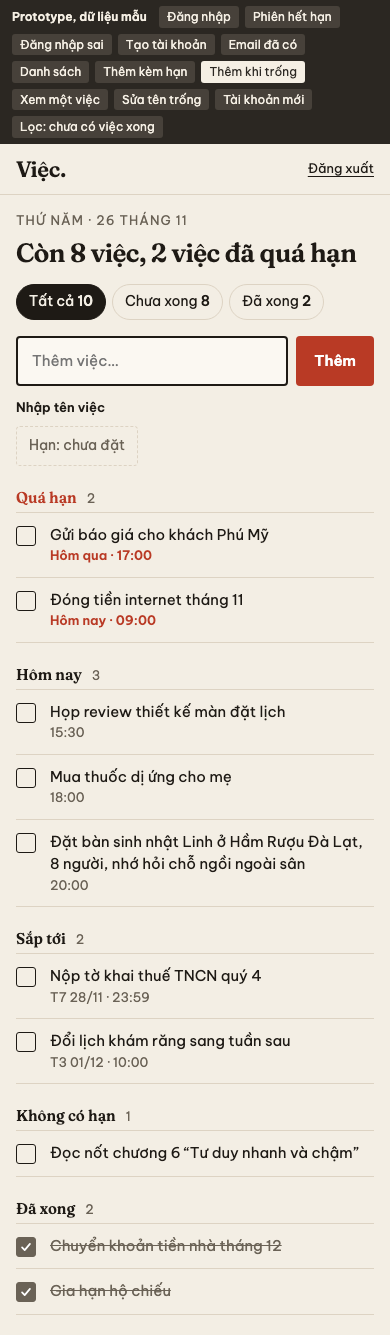 Prototype, dữ liệu mẫu Đăng nhập Phiên hết hạn
Đăng nhập sai Tạo tài khoản Email đã có
Danh sách Thêm kèm hạn Thêm khi trống
Xem một việc Sửa tên trống Tài khoản mới
Lọc: chưa có việc xong
Việc. Đăng xuất
THỨ NĂM · 26 THÁNG 11
Còn 8 việc, 2 việc đã quá hạn
Tất cả 10 Chưa xong 8 Đã xong 2
Thêm việc... Thêm
Nhập tên việc
Hạn: chưa đặt
Quá hạn 2
Gửi báo giá cho khách Phú Mỹ
Hôm qua · 17:00
Đóng tiền internet tháng 11
Hôm nay · 09:00
Hôm nay 3
Họp review thiết kế màn đặt lịch
15:30
Mua thuốc dị ứng cho mẹ
18:00
Đặt bàn sinh nhật Linh ở Hầm Rượu Đà Lạt,
8 người, nhớ hỏi chỗ ngồi ngoài sân
20:00
Sắp tới 2
Nộp tờ khai thuế TNCN quý 4
T7 28/11 · 23:59
Đổi lịch khám răng sang tuần sau
T3 01/12 · 10:00
Không có hạn 1
Đọc nốt chương 6 “Tư duy nhanh và chậm”
Đã xong 2
Chuyển khoản tiền nhà tháng 12
Gia hạn hộ chiếu